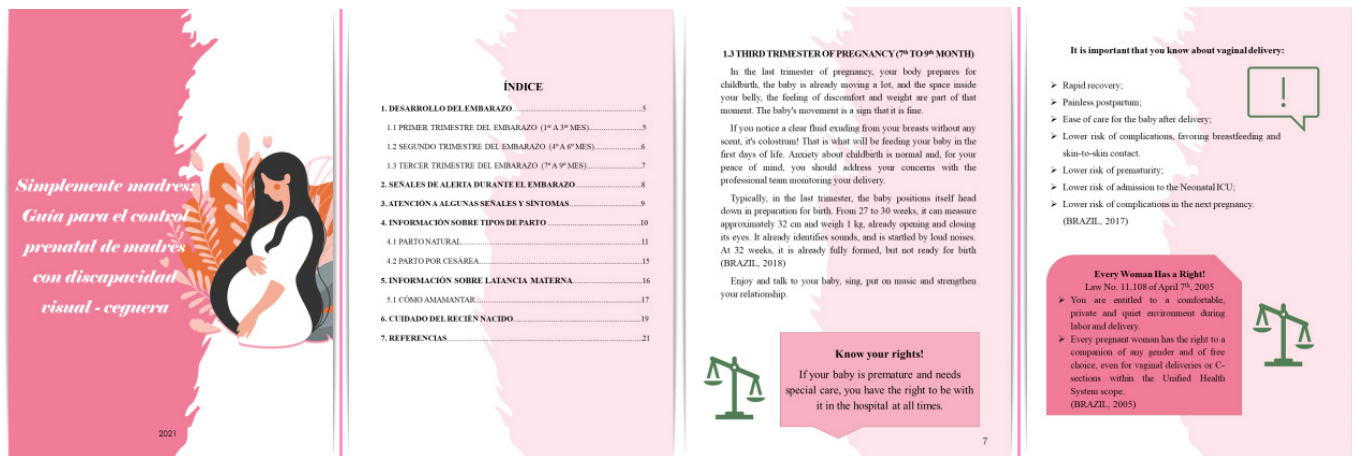 Simplemente madres:
Guía para el control
prenatal de madres
con discapacidad
visual - ceguera
2021
ÍNDICE
1. DESARROLLO DEL EMBARAZO 5
1.1 PRIMER TRIMESTRE DEL EMBARAZO (1er A 3er MES) 5
1.2 SEGUNDO TRIMESTRE DEL EMBARAZO (4º A 6º MES) 6
1.3 TERCER TRIMESTRE DEL EMBARAZO (7º A 9º MES) 7
2. SEÑALES DE ALERTA DURANTE EL EMBARAZO 8
3. ATENCIÓN A ALGUNAS SEÑALES Y SÍNTOMAS 9
4. INFORMACIÓN SOBRE TIPOS DE PARTO 10
4.1 PARTO NATURAL 11
4.2 PARTO POR CESÁREA 15
5. INFORMACIÓN SOBRE LATANCIA MATERNA 16
5.1 CÓMO AMAMANTAR 17
6. CUIDADO DEL RECIÉN NACIDO 19
7. REFERENCIAS 21
1.3 THIRD TRIMESTER OF PREGNANCY (7th TO 9th MONTH)
In the last trimester of pregnancy, your body prepares for
childbirth, the baby is already moving a lot, and the space inside
your belly, the feeling of discomfort and weight are part of that
moment. The baby's movement is a sign that it is fine.
If you notice a clear fluid exuding from your breasts without any
scent, it's colostrum! That is what will be feeding your baby in the
first days of life. Anxiety about childbirth is normal and, for your
peace of mind, you should address your concerns with the
professional team monitoring your delivery.
Typically, in the last trimester, the baby positions itself head
down in preparation for birth. From 27 to 30 weeks, it can measure
approximately 32 cm and weigh 1 kg, already opening and closing
its eyes. It already identifies sounds, and is startled by loud noises.
At 32 weeks, it is already fully formed, but not ready for birth
(BRAZIL, 2018)
Enjoy and talk to your baby, sing, put on music and strengthen
your relationship.
Know your rights!
If your baby is premature and needs
special care, you have the right to be with
it in the hospital at all times.
7
It is important that you know about vaginal delivery:
➤ Rapid recovery;
➤ Painless postpartum;
➤ Ease of care for the baby after delivery;
➤ Lower risk of complications, favoring breastfeeding and
skin-to-skin contact.
➤ Lower risk of prematurity;
➤ Lower risk of admission to the Neonatal ICU;
➤ Lower risk of complications in the next pregnancy.
(BRAZIL, 2017)
!
Every Woman Has a Right!
Law No. 11,108 of April 7th, 2005
➤ You are entitled to a comfortable,
private and quiet environment during
labor and delivery.
➤ Every pregnant woman has the right to a
companion of any gender and of free
choice, even for vaginal deliveries or C-
sections within the Unified Health
System scope.
(BRAZIL, 2005)